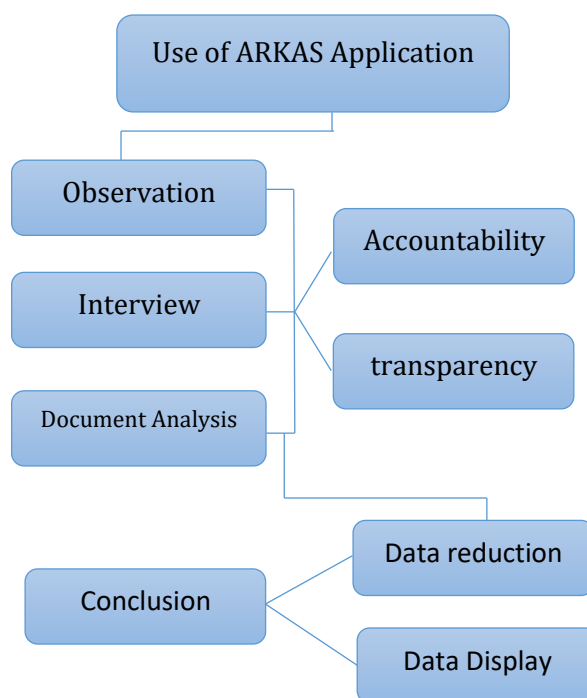 Use of ARKAS Application
Observation
Accountability
Interview
transparency
Document Analysis
Data reduction
Conclusion
Data Display